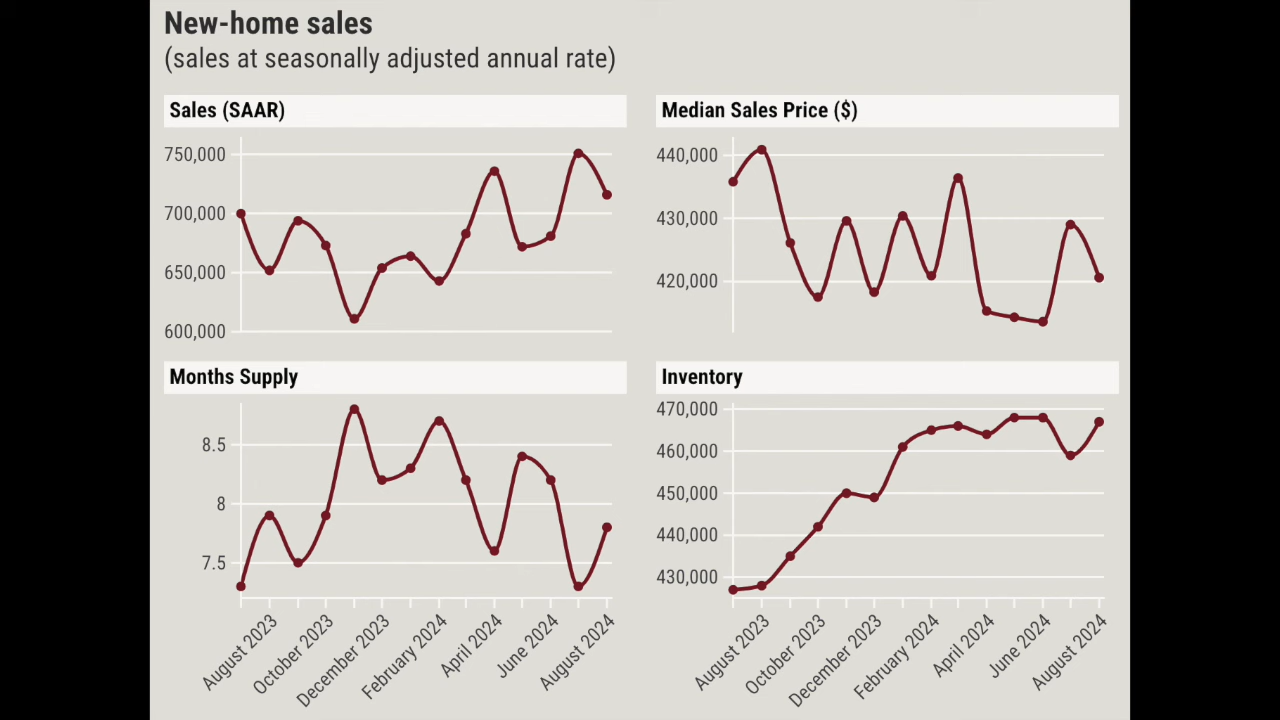 New-home sales
(sales at seasonally adjusted annual rate)
Sales (SAAR)
750,000
700,000
650,000
600,000
Median Sales Price ($)
440,000
430,000
420,000
Months Supply
8.5
8
7.5
August 2023
October 2023
December 2023
February 2024
April 2024
June 2024
August 2024
Inventory
470,000
460,000
450,000
440,000
430,000
August 2023
October 2023
December 2023
February 2024
April 2024
June 2024
August 2024